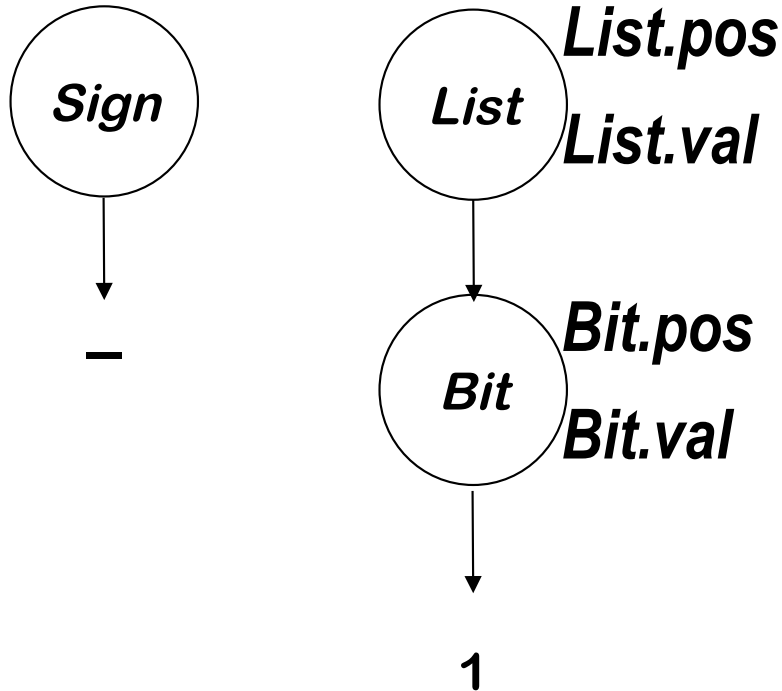 List.pos
Sign
List
List.val
Bit.pos
–
Bit
Bit.val
1